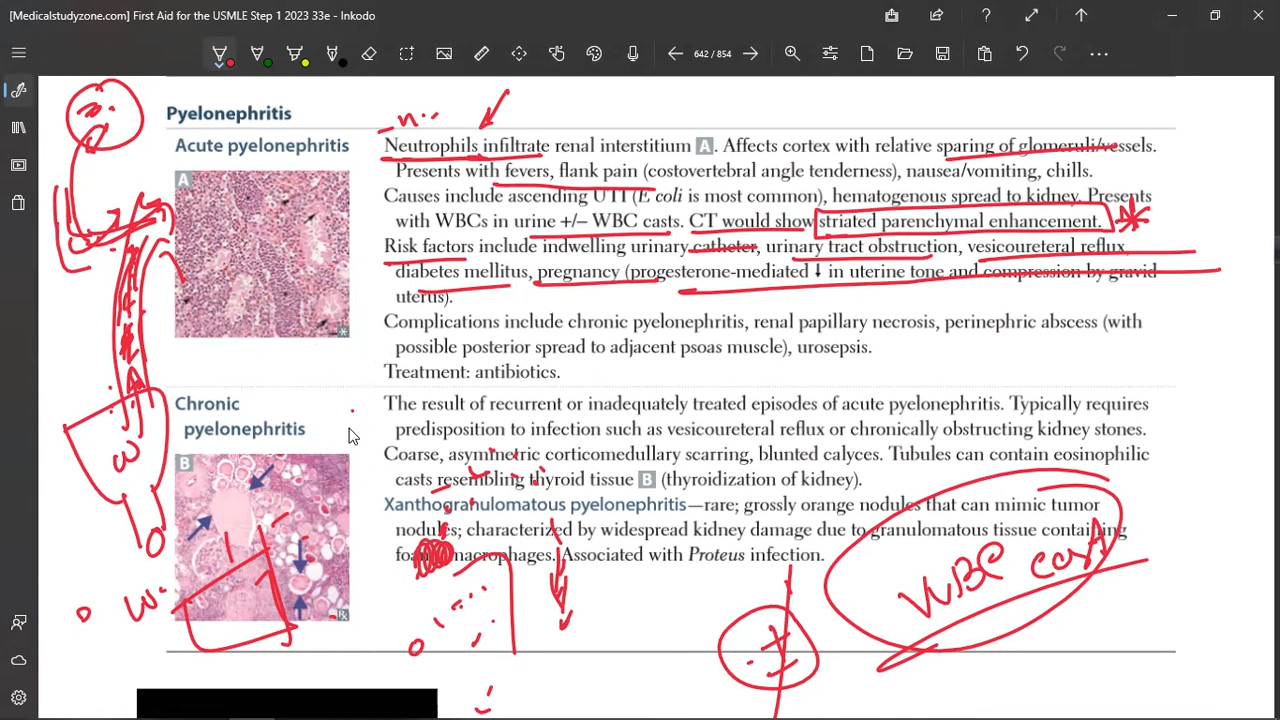 [Medicalstudyzone.com] First Aid for the USMLE Step 1 2023 33e - Inkodo
642 / 854
Pyelonephritis
Acute pyelonephritis
A
Neutrophils infiltrate renal interstitium A. Affects cortex with relative sparing of glomeruli/vessels.
Presents with fevers, flank pain (costovertebral angle tenderness), nausea/vomiting, chills.
Causes include ascending UTI (E coli is most common), hematogenous spread to kidney. Presents
with WBCs in urine +/− WBC casts. CT would show striated parenchymal enhancement.
Risk factors include indwelling urinary catheter, urinary tract obstruction, vesicoureteral reflux,
diabetes mellitus, pregnancy (progesterone-mediated ↓ in uterine tone and compression by gravid
uterus).
Complications include chronic pyelonephritis, renal papillary necrosis, perinephric abscess (with
possible posterior spread to adjacent psoas muscle), urosepsis.
Treatment: antibiotics.
Chronic
pyelonephritis
B
The result of recurrent or inadequately treated episodes of acute pyelonephritis. Typically requires
predisposition to infection such as vesicoureteral reflux or chronically obstructing kidney stones.
Coarse, asymmetric corticomedullary scarring, blunted calyces. Tubules can contain eosinophilic
casts resembling thyroid tissue B (thyroidization of kidney).
Xanthogranulomatous pyelonephritis—rare; grossly orange nodules that can mimic tumor
nodules; characterized by widespread kidney damage due to granulomatous tissue containing
foamy macrophages. Associated with Proteus infection.
WBC cast